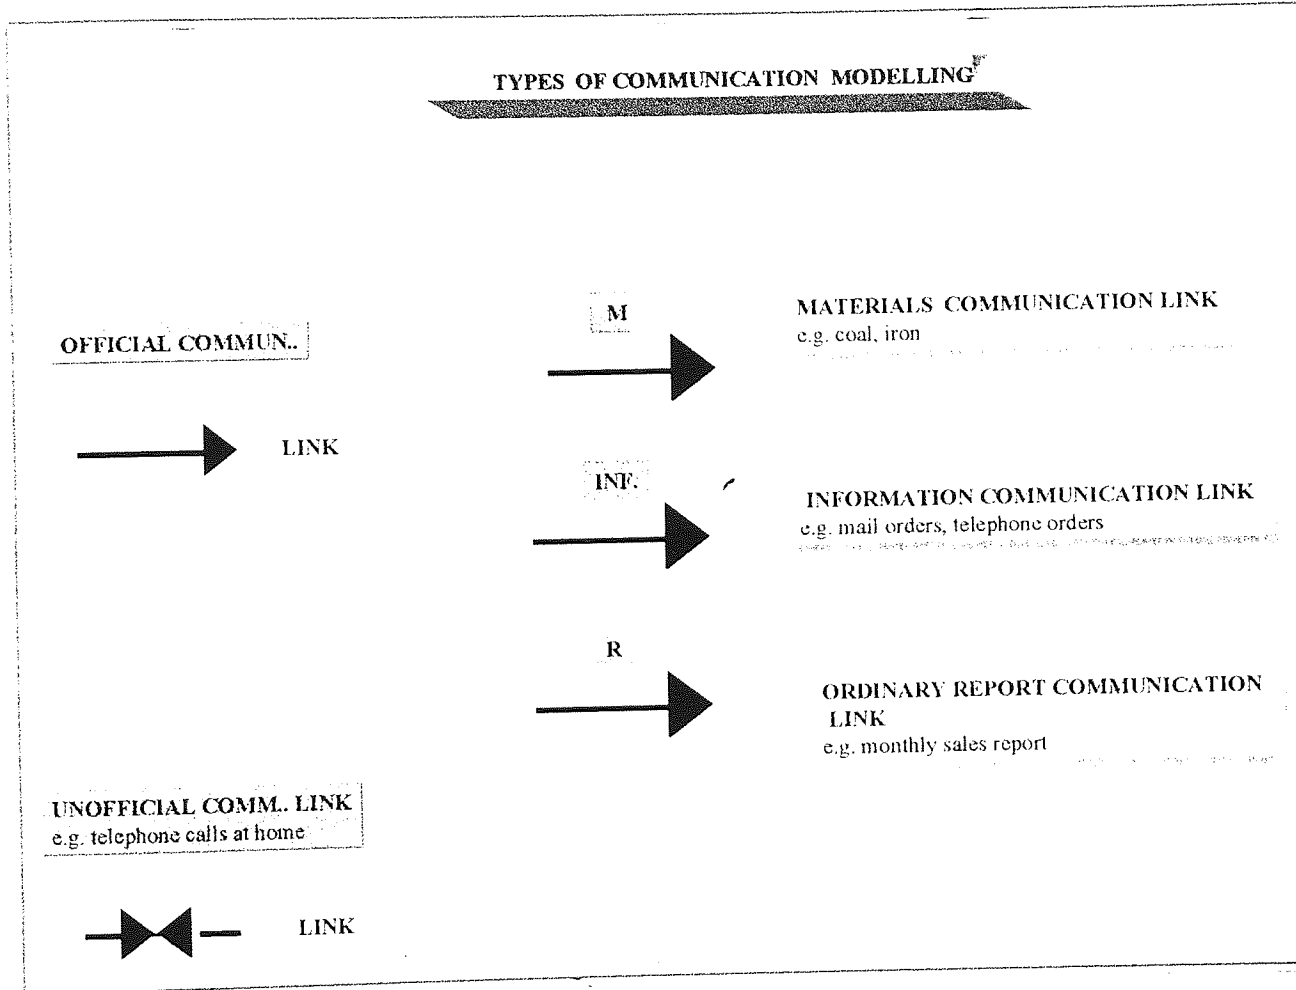 TYPES OF COMMUNICATION MODELLING
OFFICIAL COMMUN..
LINK
M
MATERIALS COMMUNICATION LINK
e.g. coal, iron
INF.
INFORMATION COMMUNICATION LINK
e.g. mail orders, telephone orders
R
ORDINARY REPORT COMMUNICATION
LINK
e.g. monthly sales report
UNOFFICIAL COMM.. LINK
e.g. telephone calls at home
LINK